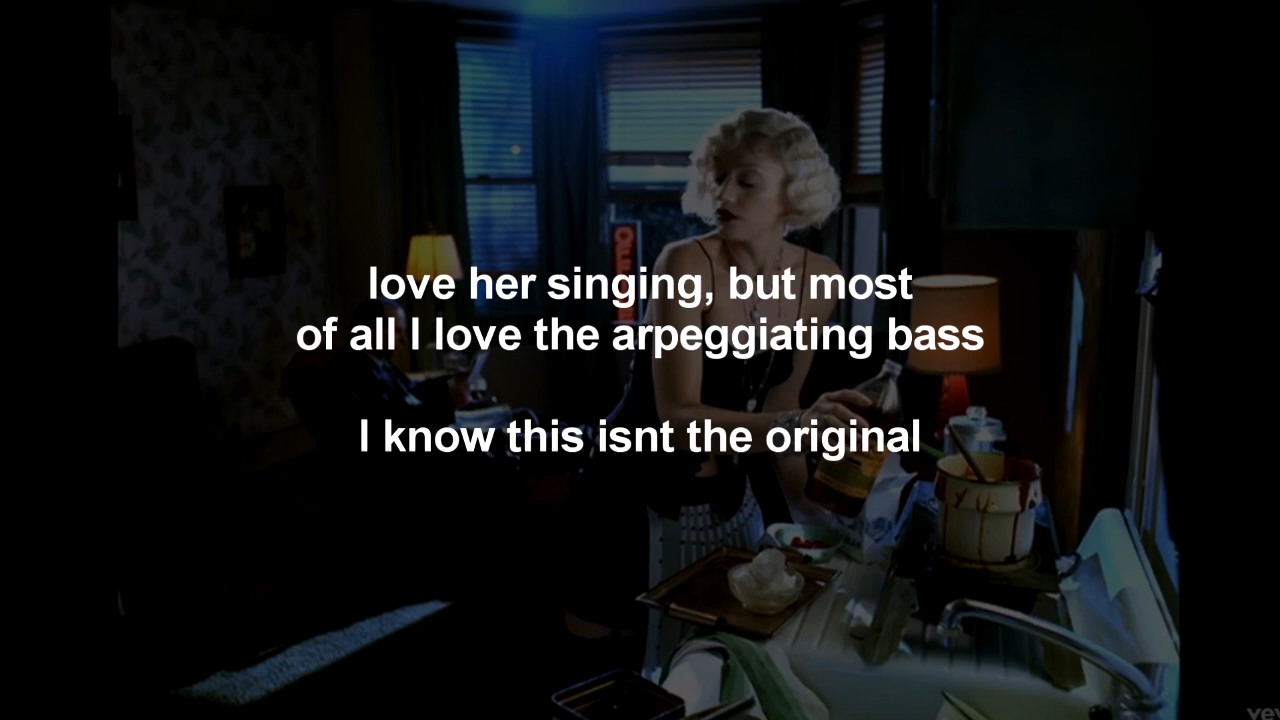 love her singing, but most
of all I love the arpeggiating bass
I know this isnt the original